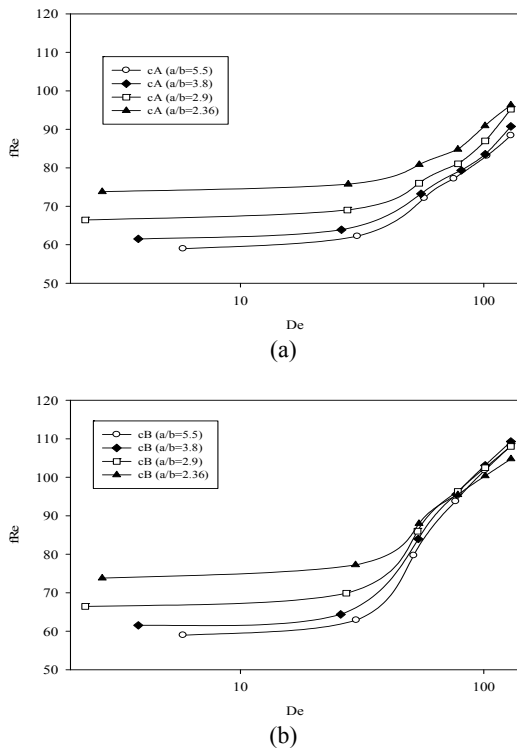 120
110
100
90
80
70
60
50
fRe
cA (a/b=5.5)
cA (a/b=3.8)
cA (a/b=2.9)
cA (a/b=2.36)
10
100
De
(a)
120
110
100
90
80
70
60
50
fRe
cB (a/b=5.5)
cB (a/b=3.8)
cB (a/b=2.9)
cB (a/b=2.36)
10
100
De
(b)